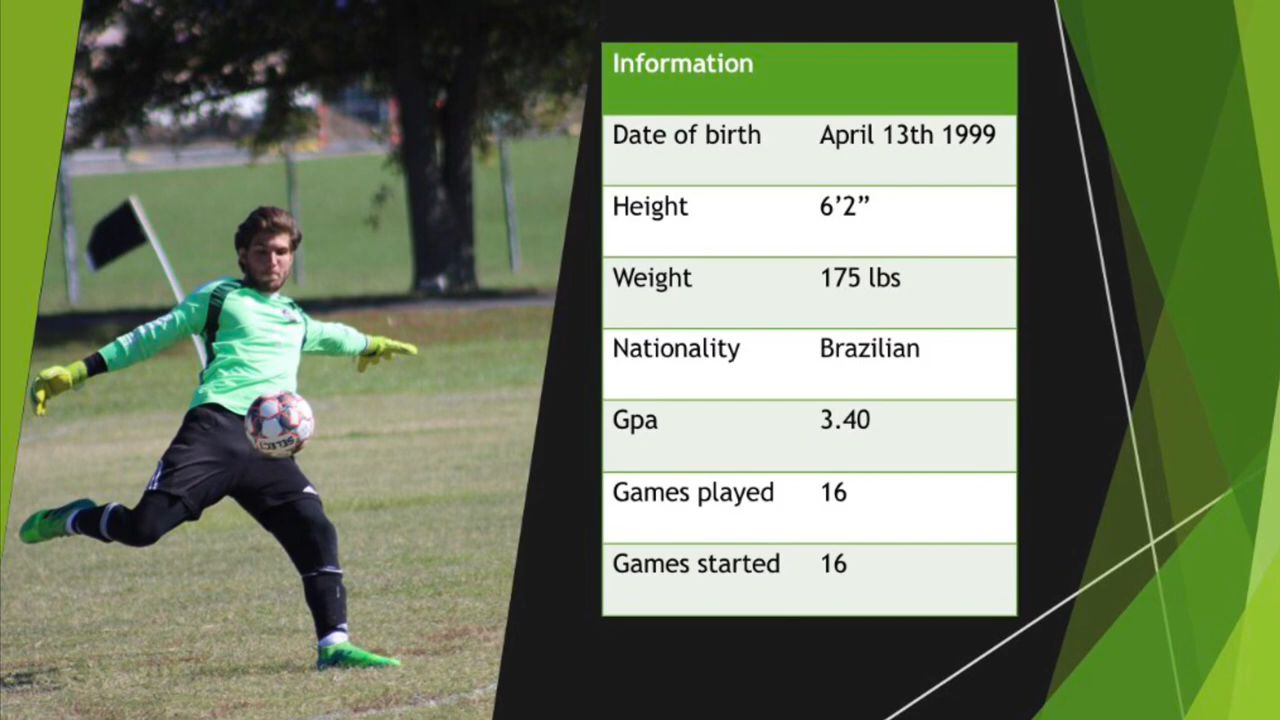 Information
Date of birth April 13th 1999
Height 6’2”
Weight 175 lbs
Nationality Brazilian
Gpa 3.40
Games played 16
Games started 16
SELECT